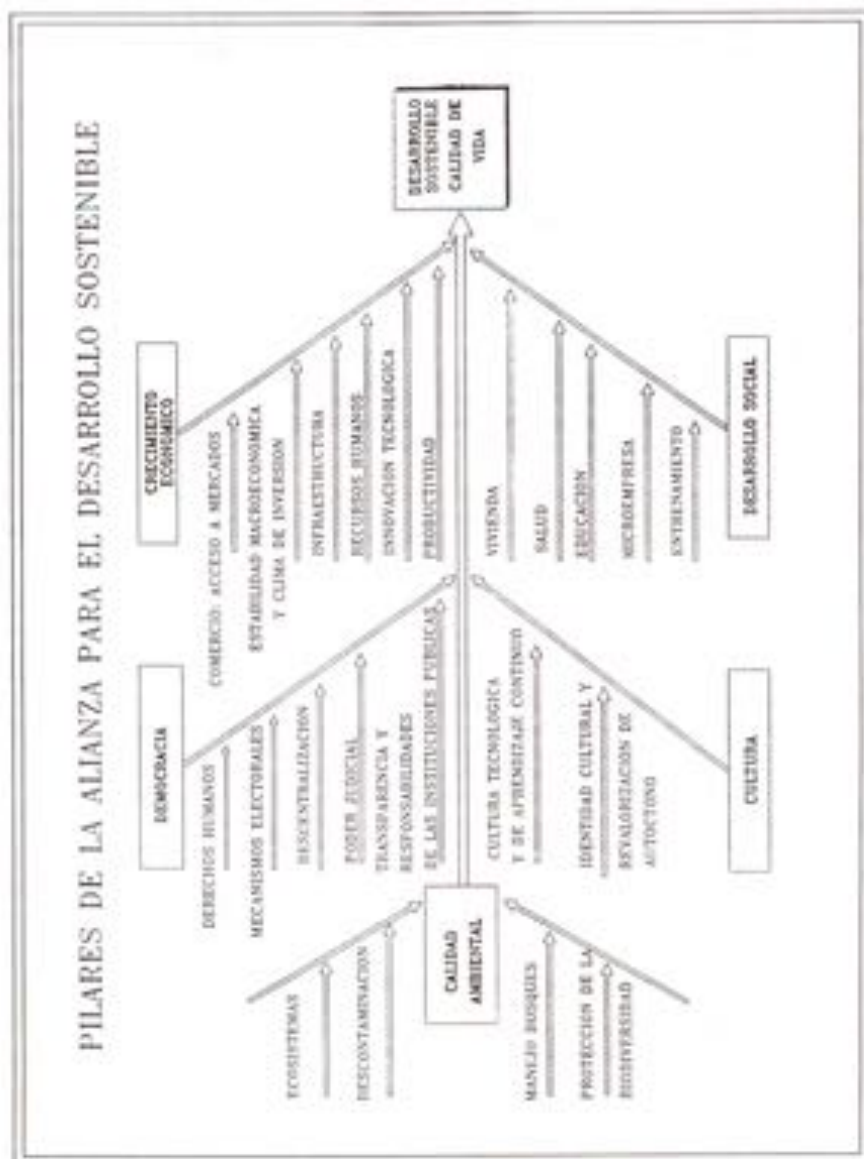 PILARES DE LA ALIANZA PARA EL DESARROLLO SOSTENIBLE
DEMOCRACIA
CRECIMIENTO
ECONOMICO
ECOSISTEMAS
DESCONTAMINACION
DERECHOS HUMANOS
MECANISMOS ELECTORALES
DESCENTRALIZACION
PODER JUDICIAL
TRANSPARENCIA Y
RESPONSABILIDADES
DE LAS INSTITUCIONES PUBLICAS
COMERCIO: ACCESO A MERCADOS
ESTABILIDAD MACROECONOMICA
Y CLIMA DE INVERSION
INFRAESTRUCTURA
RECURSOS HUMANOS
INNOVACION TECNOLOGICA
PRODUCTIVIDAD
CALIDAD
AMBIENTAL
DESARROLLO
SOSTENIBLE
CALIDAD DE
VIDA
MANEJO BOSQUES
PROTECCION DE LA
BIODIVERSIDAD
CULTURA TECNOLOGICA
Y DE APRENDIZAJE CONTINUO
IDENTIDAD CULTURAL Y
REVALORIZACION DE
AUTOCTONO
VIVIENDA
SALUD
EDUCACION
MICROEMPRESA
ENTRENAMIENTO
CULTURA
DESARROLLO SOCIAL